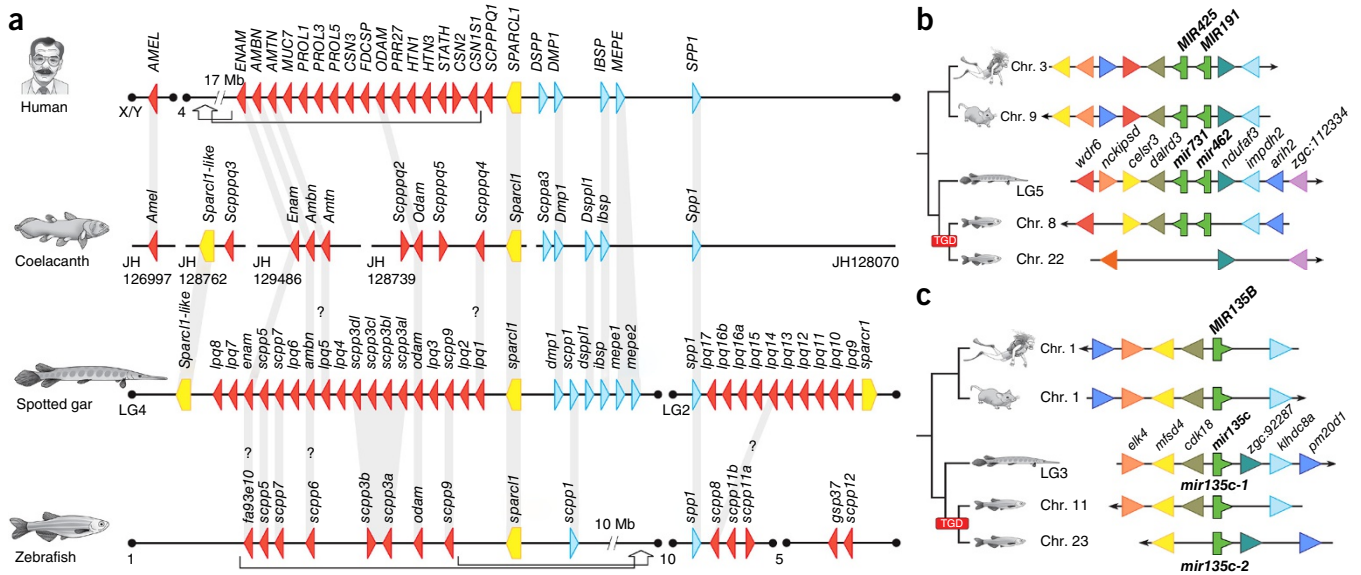 a
Human
AMEL
ENAM
AMBN
AMTN
MUC7
PROL1
PROL3
PROL5
CSN3
FDCSP
ODAM
PRR27
HTN1
HTN3
STATH
CSN2
CSN1S1
SCPPPQ1
SPARCL1
DSPP
DMP1
IBSP
MEPE
SPP1
17 Mb
X/Y
4
Coelacanth
Amel
Sparcl1-like
Scpppq3
Enam
Ambn
Amtn
Scpppq2
Odam
Scppq5
Scppq4
Sparcl1
Scppa3
Dmp1
Dsppl1
Ibsp
Spp1
JH 126997
JH 128762
JH 129486
JH 128739
JH128070
Spotted gar
Sparcl1-like
lpq8
lpq7
enam
scpp5
scpp7
lpq6
ambn
lpq5
lpq4
scpp3dl
scpp3cl
scpp3bl
scpp3al
odam
lpq3
scpp9
lpq2
lpq1
sparcl1
dmp1
scpp1
dsppl1
ibsp
mepe1
mepe2
spp1
lpq17
lpq16b
lpq16a
lpq15
lpq14
lpq13
lpq12
lpq11
lpq10
lpq9
sparcr1
?
?
LG4
LG2
?
?
?
Zebrafish
fa93e10
scpp5
scpp7
scpp6
scpp3b
scpp3a
odam
scpp9
sparcl1
scpp1
spp1
scpp8
scpp11b
scpp11a
gsp37
scpp12
10 Mb
1
10
5
b
MIR425
MIR191
Chr. 3
Chr. 9
wdr6
nckipsd
celsr3
dalrd3
mir731
mir462
ndufaf3
impdh2
arih2
zgc:112334
LG5
Chr. 8
TGD
Chr. 22
c
MIR135B
Chr. 1
Chr. 1
elk4
mfsd4
cdk18
mir135c
zgc:92287
klhdc8a
pm20d1
LG3
mir135c-1
Chr. 11
TGD
Chr. 23
mir135c-2